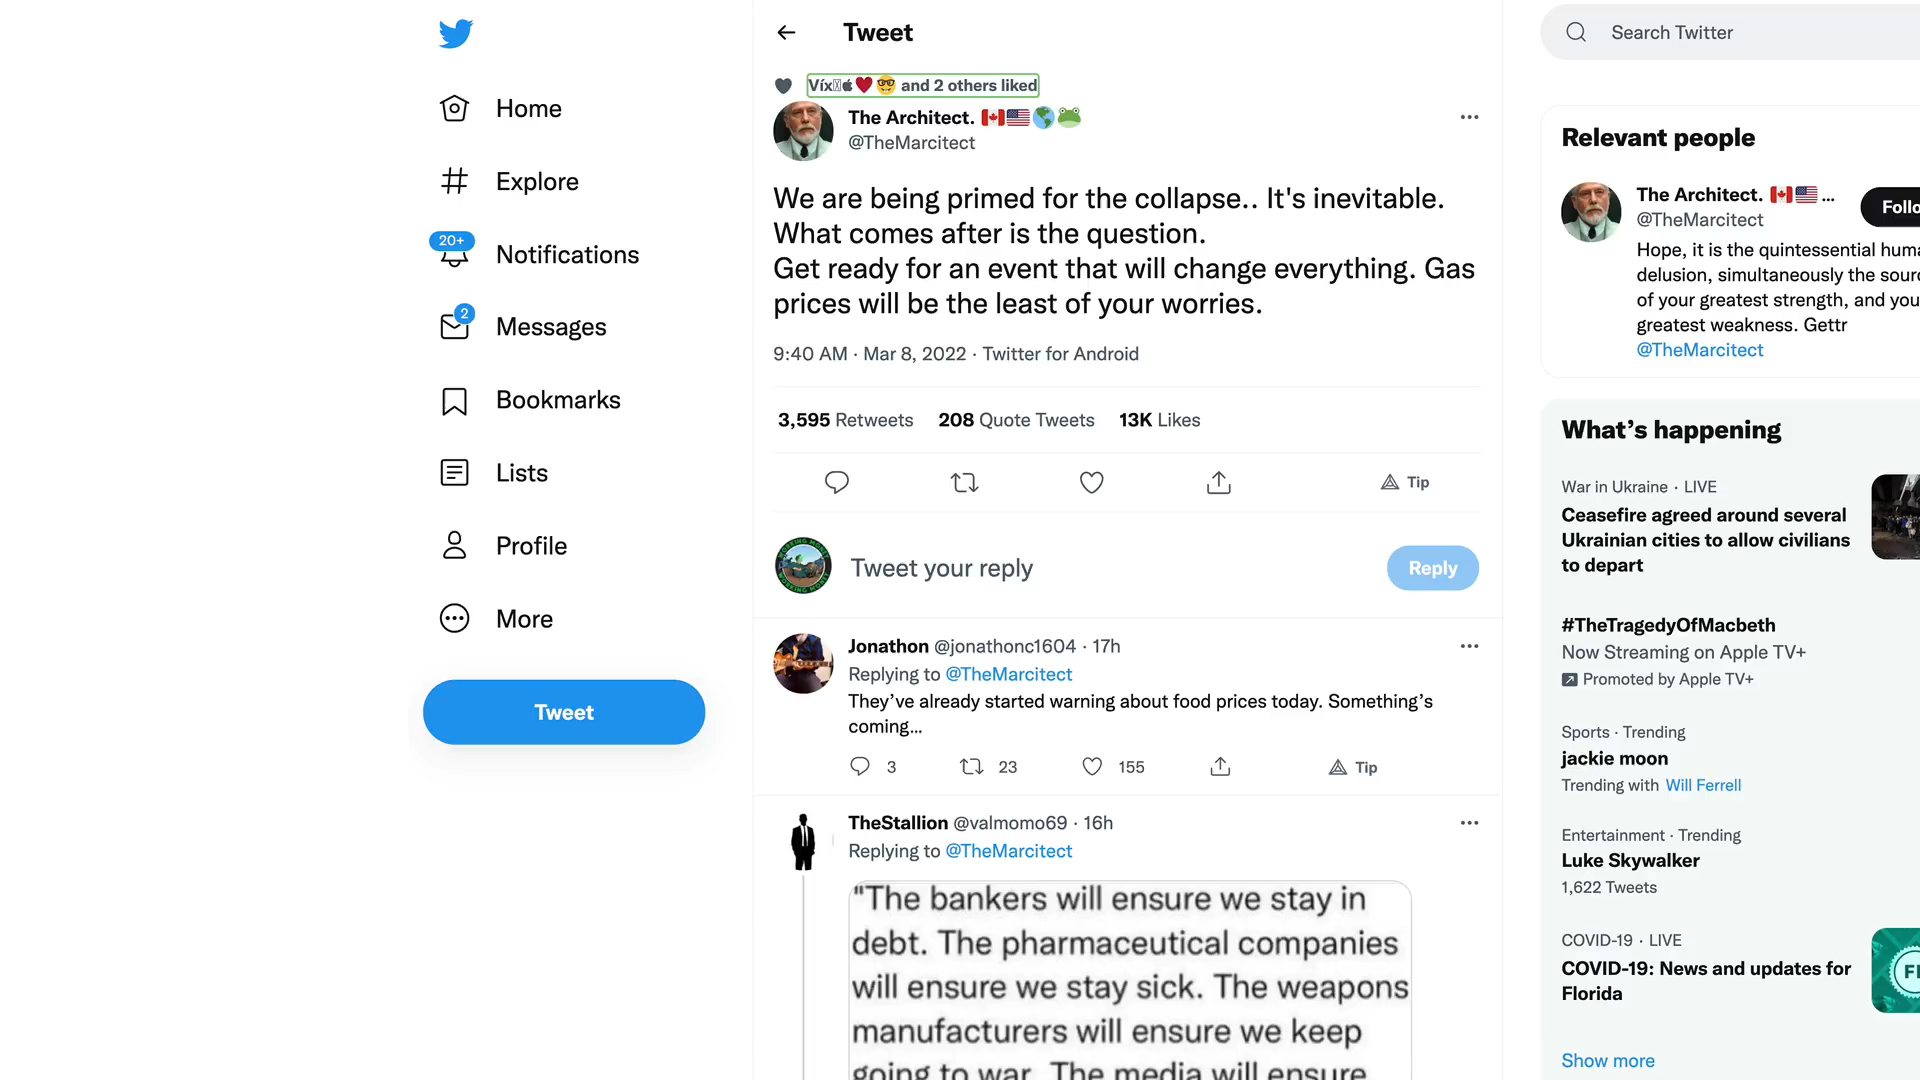 Home
Explore
20+
Notifications
2
Messages
Bookmarks
Lists
Profile
More
Tweet
Tweet
Víx❤️🤓 and 2 others liked
The Architect. 🇨🇦🇺🇸🌎🐸
@TheMarcitect
We are being primed for the collapse.. It's inevitable.
What comes after is the question.
Get ready for an event that will change everything. Gas
prices will be the least of your worries.
9:40 AM · Mar 8, 2022 · Twitter for Android
3,595 Retweets 208 Quote Tweets 13K Likes
Tip
Tweet your reply
Reply
Jonathon @jonathonc1604 · 17h
Replying to @TheMarcitect
They’ve already started warning about food prices today. Something’s
coming…
3 23 155 Tip
TheStallion @valmomo69 · 16h
Replying to @TheMarcitect
"The bankers will ensure we stay in
debt. The pharmaceutical companies
will ensure we stay sick. The weapons
manufacturers will ensure we keep
going to war. The media will ensure
Search Twitter
Relevant people
The Architect. 🇨🇦🇺🇸 ...
@TheMarcitect
Follo
Hope, it is the quintessential huma
delusion, simultaneously the sourc
of your greatest strength, and you
greatest weakness. Gettr
@TheMarcitect
What’s happening
War in Ukraine · LIVE
Ceasefire agreed around several
Ukrainian cities to allow civilians
to depart
#TheTragedyOfMacbeth
Now Streaming on Apple TV+
Promoted by Apple TV+
Sports · Trending
jackie moon
Trending with Will Ferrell
Entertainment · Trending
Luke Skywalker
1,622 Tweets
COVID-19 · LIVE
COVID-19: News and updates for
Florida
Show more